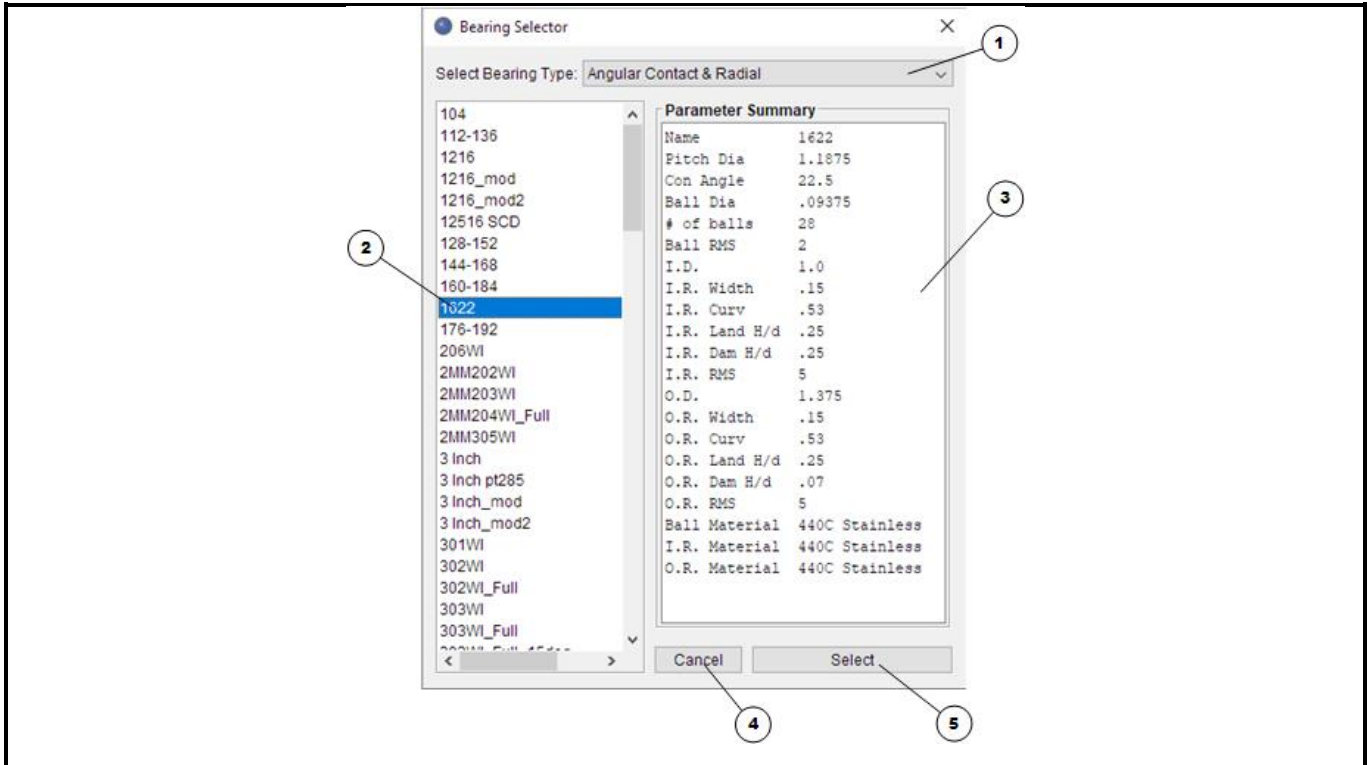 Bearing Selector
1
Select Bearing Type: Angular Contact & Radial
104
112-136
1216
1216_mod
1216_mod2
12516 SCD
128-152
144-168
160-184
1622
176-192
206WI
2MM202WI
2MM203WI
2MM204WI_Full
2MM305WI
3 Inch
3 Inch pt285
3 Inch_mod
3 Inch_mod2
301WI
302WI
302WI_Full
303WI
303WI_Full
2
Parameter Summary
Name 1622
Pitch Dia 1.1875
Con Angle 22.5
Ball Dia .09375
# of balls 28
Ball RMS 2
I.D. 1.0
I.R. Width .15
I.R. Curv .53
I.R. Land H/d .25
I.R. Dam H/d .25
I.R. RMS 5
O.D. 1.375
O.R. Width .15
O.R. Curv .53
O.R. Land H/d .25
O.R. Dam H/d .07
O.R. RMS 5
Ball Material 440C Stainless
I.R. Material 440C Stainless
O.R. Material 440C Stainless
3
Cancel Select
4
5